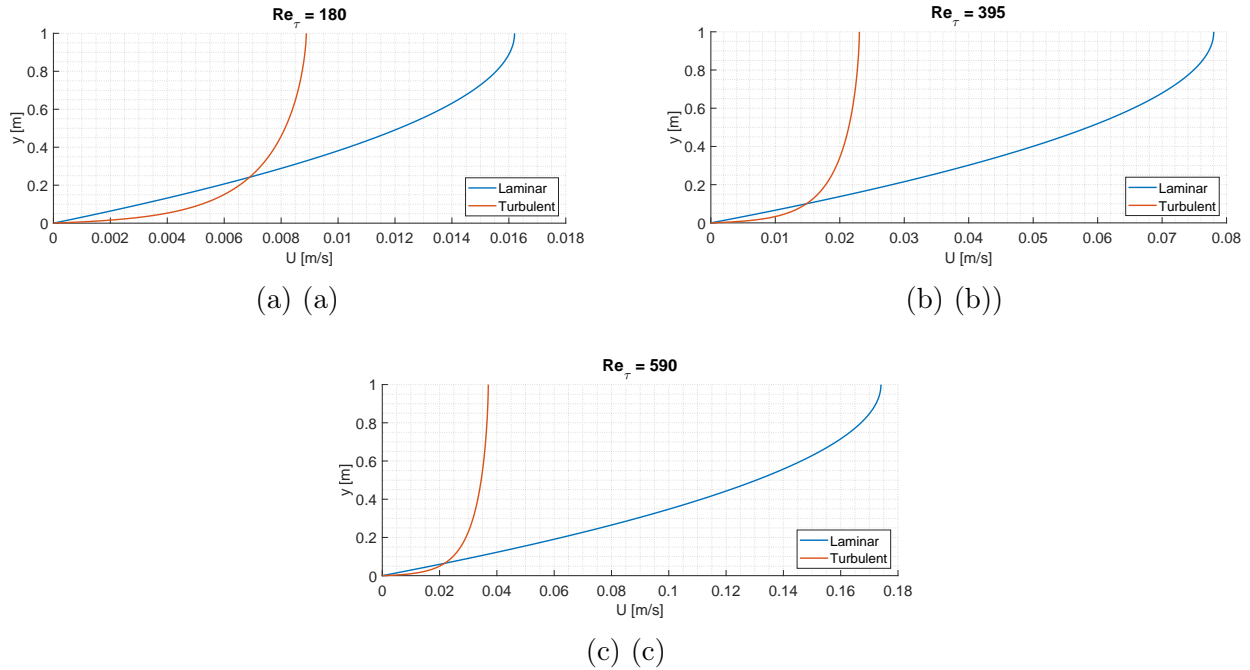 Re_τ = 180
y [m]
1
0.8
0.6
0.4
0.2
0
0 0.002 0.004 0.006 0.008 0.01 0.012 0.014 0.016 0.018
U [m/s]
Laminar
Turbulent
(a) (a)
Re_τ = 395
y [m]
1
0.8
0.6
0.4
0.2
0
0 0.01 0.02 0.03 0.04 0.05 0.06 0.07 0.08
U [m/s]
Laminar
Turbulent
(b) (b))
Re_τ = 590
y [m]
1
0.8
0.6
0.4
0.2
0
0 0.02 0.04 0.06 0.08 0.1 0.12 0.14 0.16 0.18
U [m/s]
Laminar
Turbulent
(c) (c)